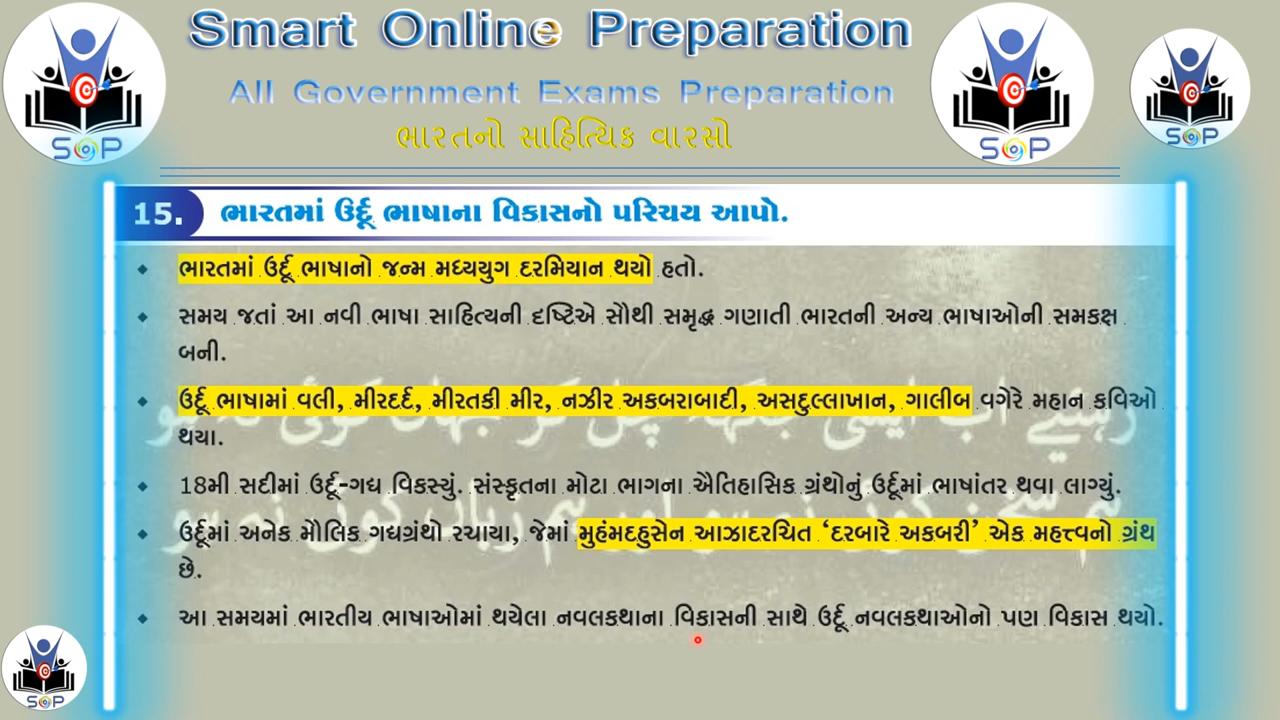 Smart Online Preparation
All Government Exams Preparation
ભારતનો સાહિત્યિક વારસો
15. ભારતમાં ઉર્દૂ ભાષાના વિકાસનો પરિચય આપો.
ભારતમાં ઉર્દૂ ભાષાનો જન્મ મધ્યયુગ દરમિયાન થયો હતો.
સમય જતાં આ નવી ભાષા સાહિત્યની દૃષ્ટિએ સૌથી સમૃદ્ધ ગણાતી ભારતની અન્ય ભાષાઓની સમકક્ષ
બની.
ઉર્દૂ ભાષામાં વલી, મીરદર્દ, મીરતકી મીર, નઝીર અકબરાબાદી, અસદુલ્લાખાન, ગાલીબ વગેરે મહાન કવિઓ
થયા.
18મી સદીમાં ઉર્દૂ-ગદ્ય વિકસ્યું. સંસ્કૃતના મોટા ભાગના ઐતિહાસિક ગ્રંથોનું ઉર્દૂમાં ભાષાંતર થવા લાગ્યું.
ઉર્દૂમાં અનેક મૌલિક ગદ્યગ્રંથો રચાયા, જેમાં મુહંમદહુસેન આઝાદરચિત ‘દરબારે અકબરી’ એક મહત્ત્વનો ગ્રંથ
છે.
આ સમયમાં ભારતીય ભાષાઓમાં થયેલા નવલકથાના વિકાસની સાથે ઉર્દૂ નવલકથાઓનો પણ વિકાસ થયો.
SOP
SOP
SOP
SOP